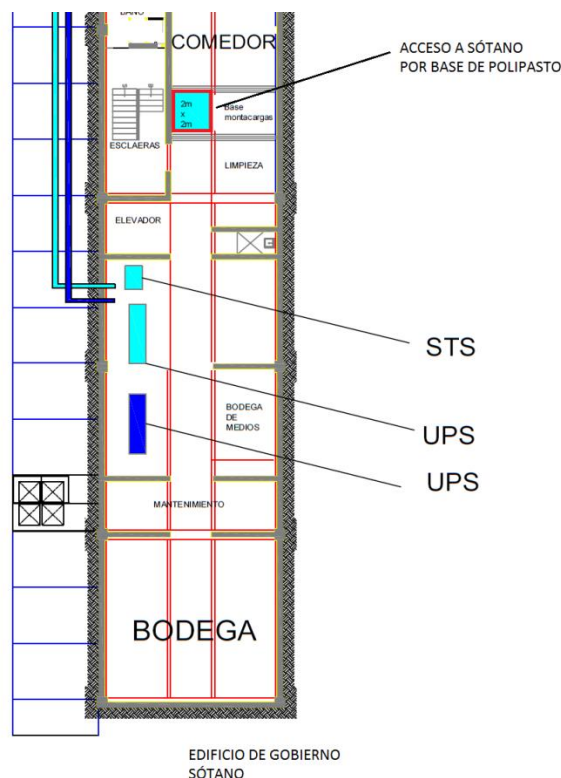 BAÑO
COMEDOR
ACCESO A SÓTANO
POR BASE DE POLIPASTO
2m
x
2m
Base
montacargas
ESCLAERAS
LIMPIEZA
ELEVADOR
STS
UPS
BODEGA
DE
MEDIOS
UPS
MANTENIMIENTO
BODEGA
EDIFICIO DE GOBIERNO
SÓTANO